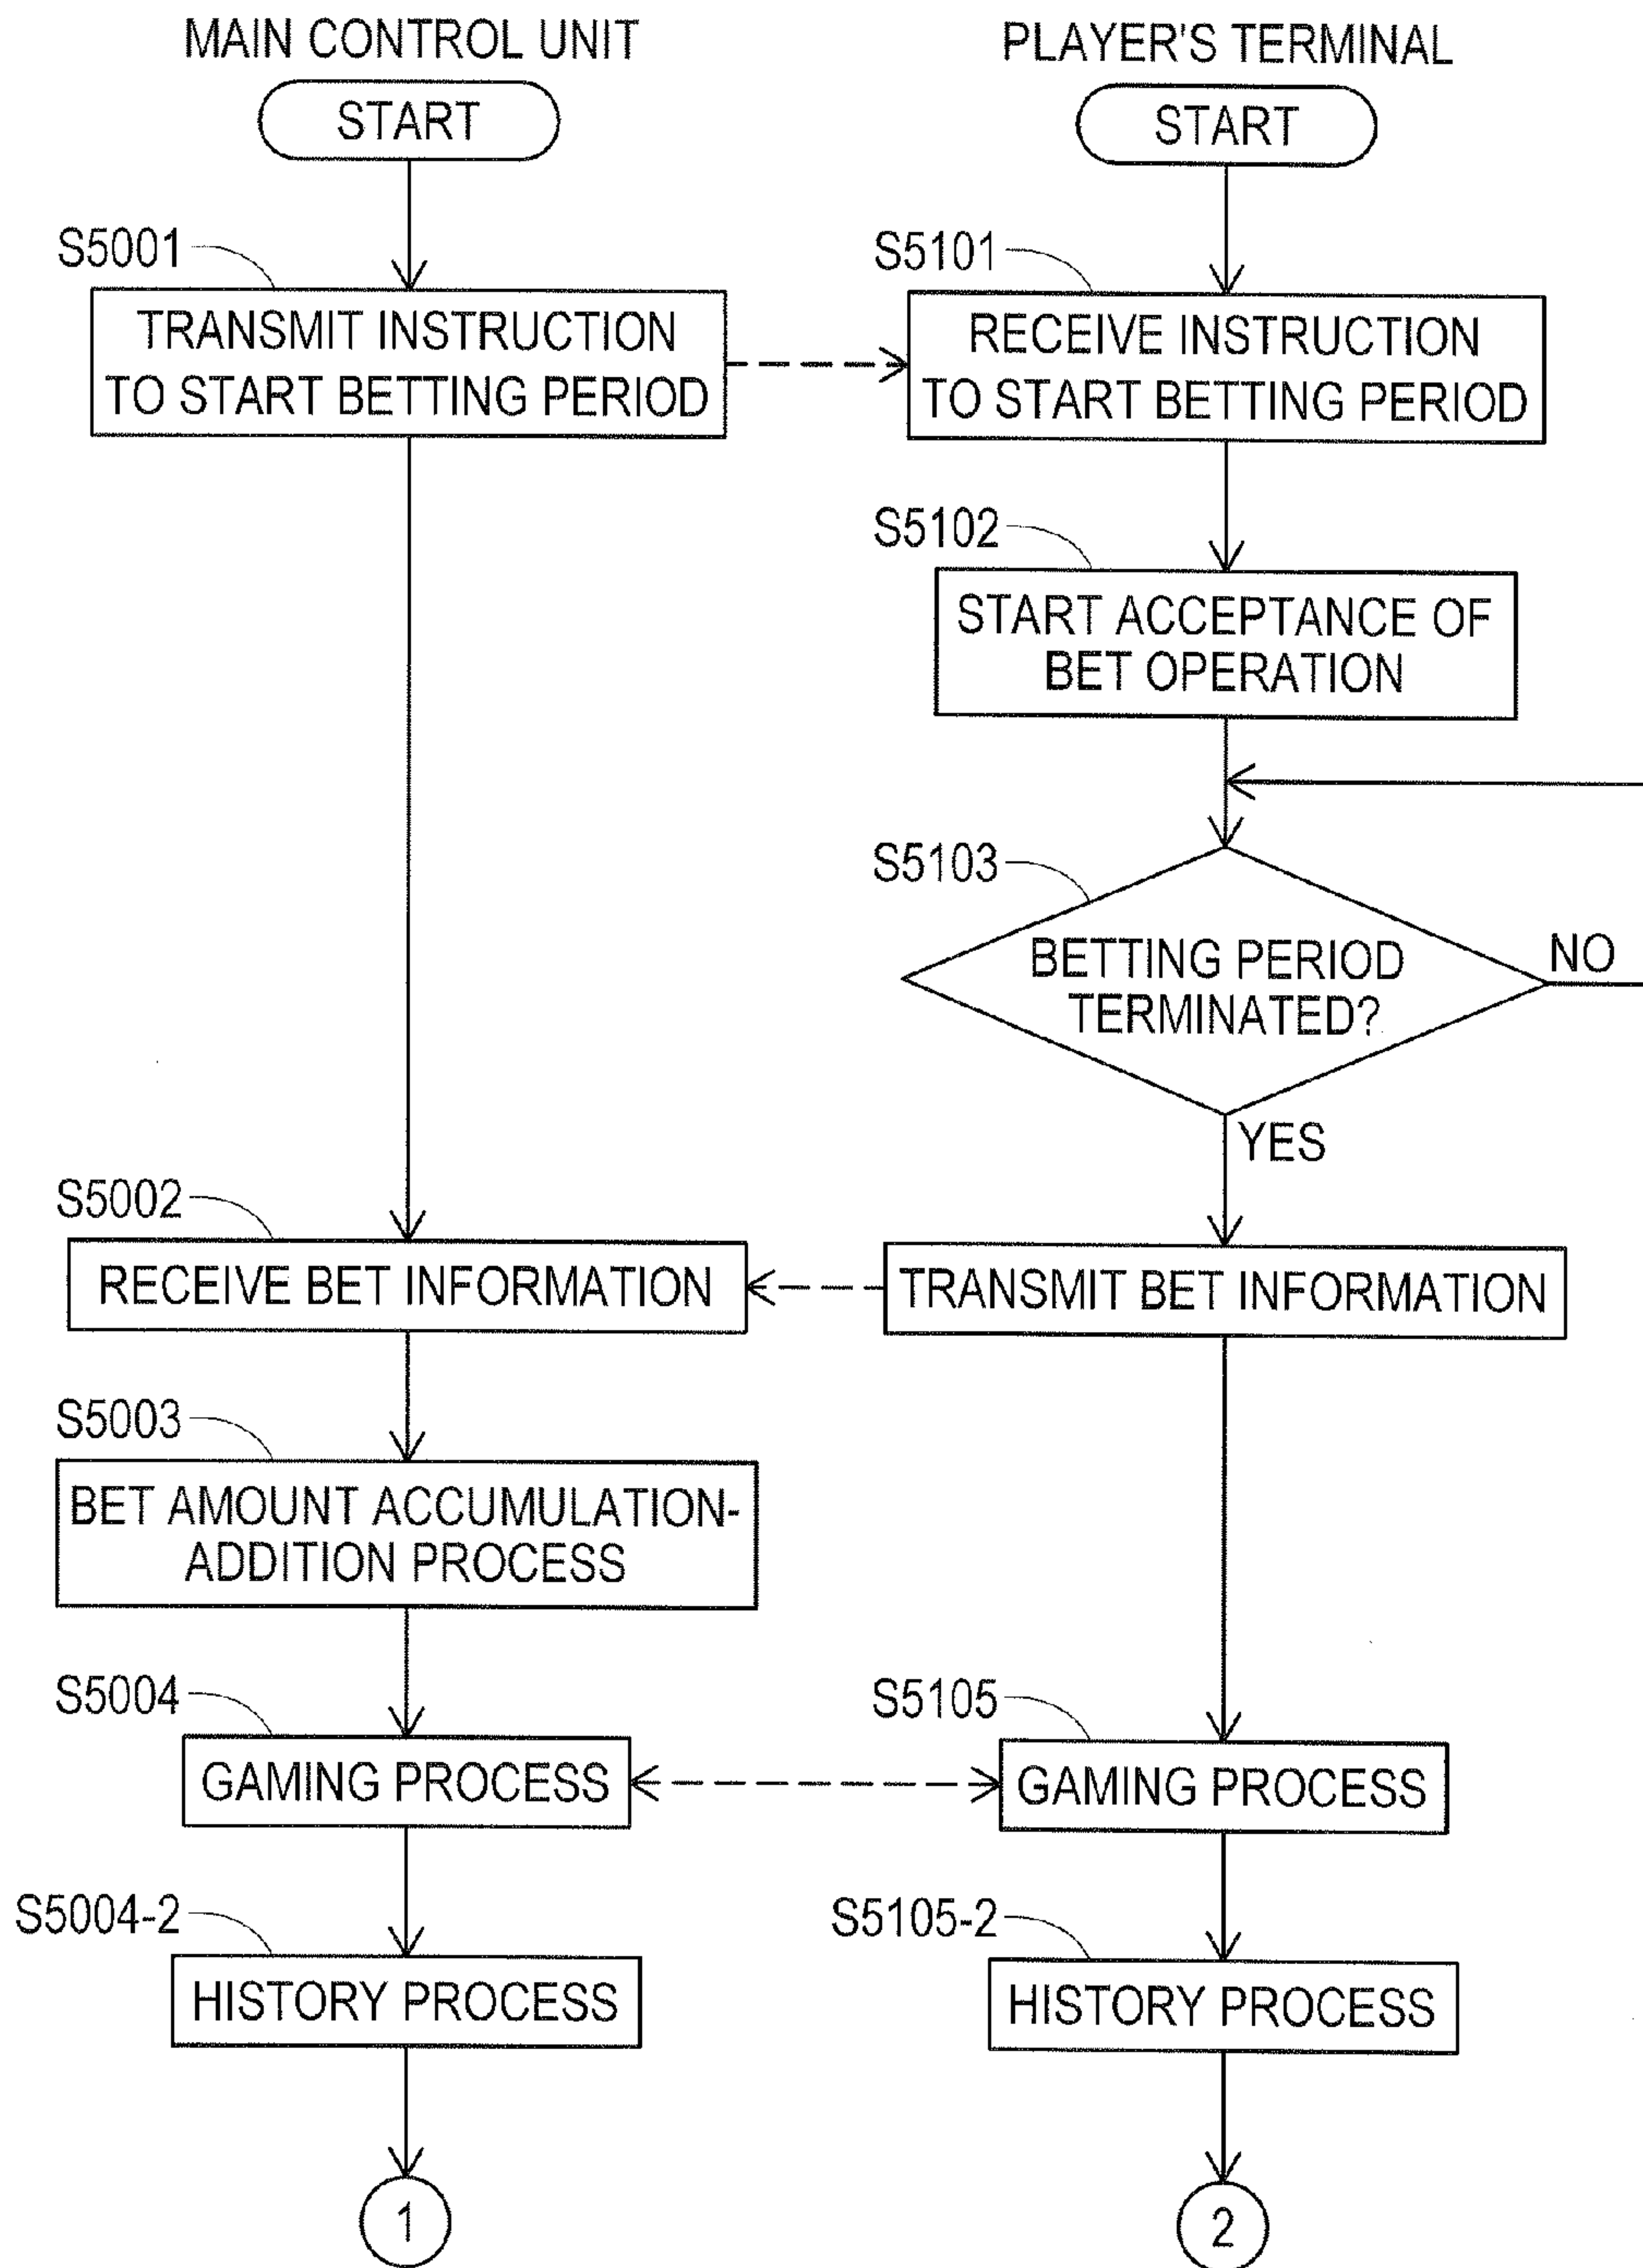 MAIN CONTROL UNIT
PLAYER'S TERMINAL
START
START
S5001
S5101
TRANSMIT INSTRUCTION
TO START BETTING PERIOD
RECEIVE INSTRUCTION
TO START BETTING PERIOD
S5102
START ACCEPTANCE OF
BET OPERATION
S5103
BETTING PERIOD
TERMINATED?
NO
YES
S5002
RECEIVE BET INFORMATION
TRANSMIT BET INFORMATION
S5003
BET AMOUNT ACCUMULATION-
ADDITION PROCESS
S5004
S5105
GAMING PROCESS
GAMING PROCESS
S5004-2
S5105-2
HISTORY PROCESS
HISTORY PROCESS
1
2